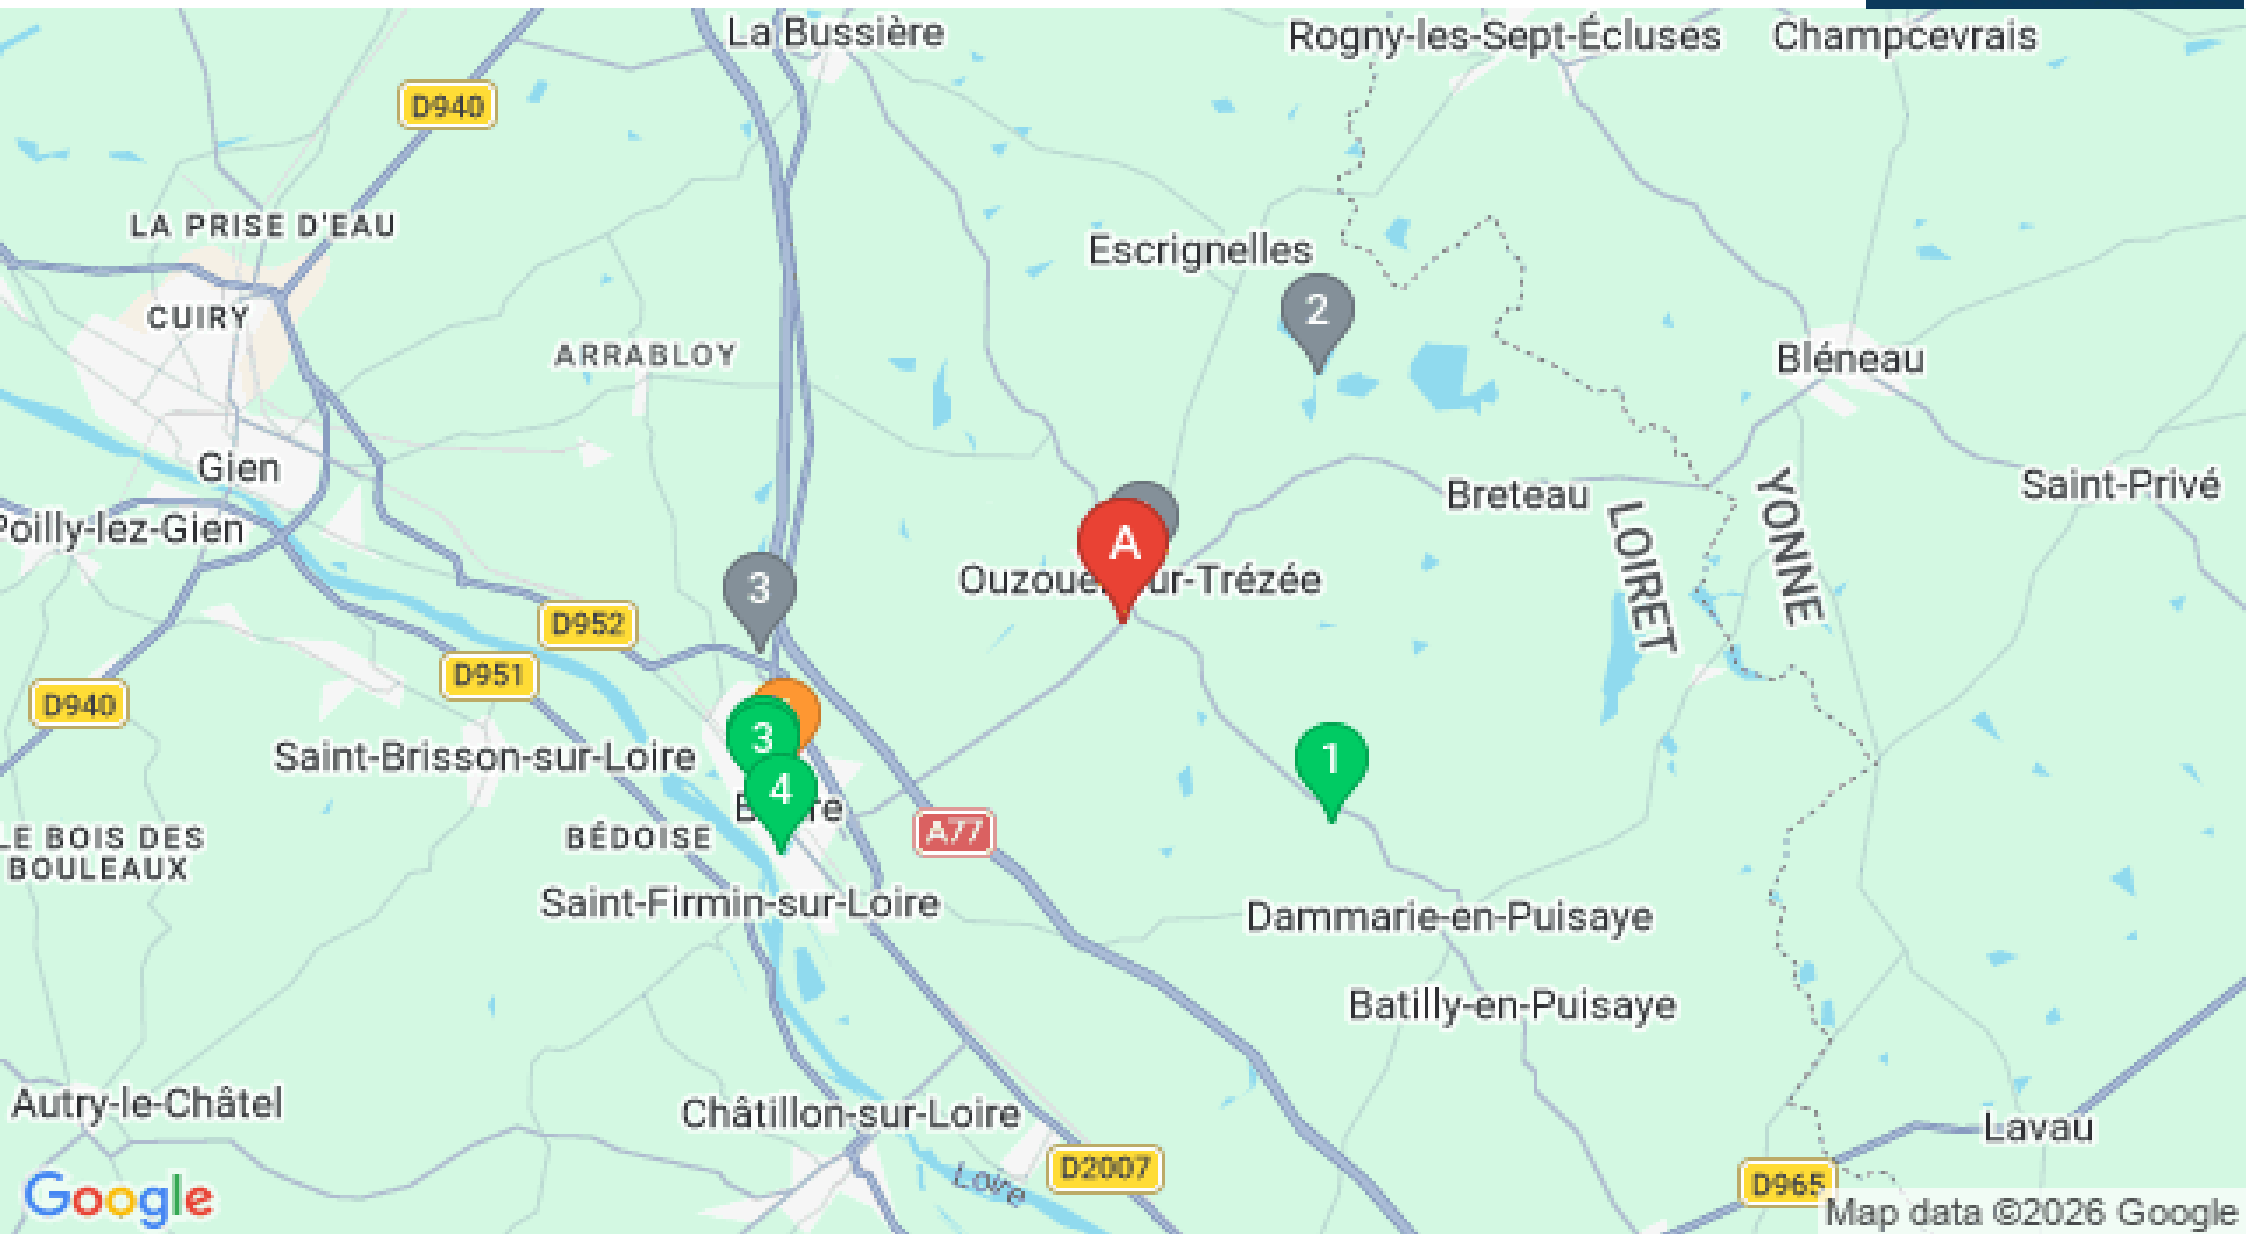 La Bussière
Rogny-les-Sept-Écluses
Champcevrais
D940
LA PRISE D'EAU
Escrignelles
2
CUIRY
ARRABLOY
Bléneau
Gien
Breteau
Saint-Privé
Poilly-lez-Gien
LOIRET
YONNE
A
3
D952
D951
D940
3
1
Saint-Brisson-sur-Loire
4
BÉDOISE
A77
LE BOIS DES
BOULEAUX
Saint-Firmin-sur-Loire
Dammarie-en-Puisaye
Batilly-en-Puisaye
Autry-le-Châtel
Châtillon-sur-Loire
Lavau
D2007
Loire
D965
Google
Map data ©2026 Google